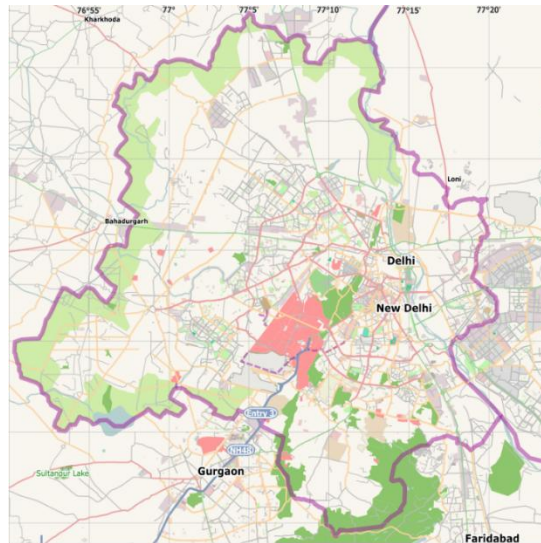 76°55'
77°0'
77°5'
77°10'
77°15'
77°20'
Kharkhoda
Loni
Bahadurgarh
Delhi
New Delhi
Entry 3
NH48
Gurgaon
Sultanpur Lake
Faridabad